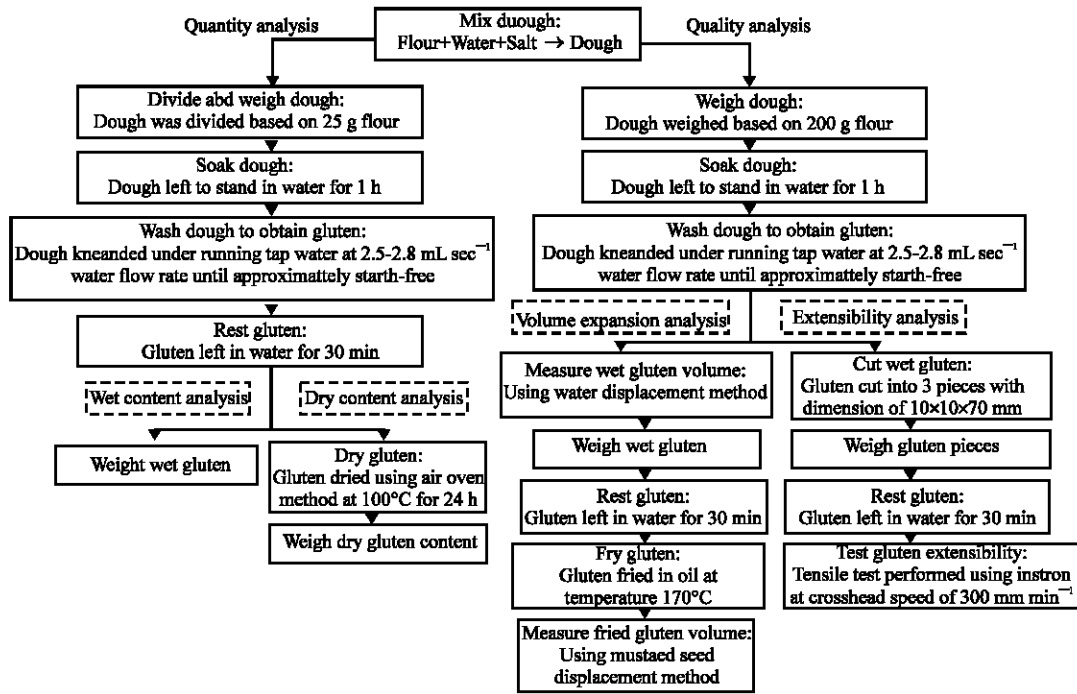 Quantity analysis
Mix duough:
Flour+Water+Salt → Dough
Quality analysis
Divide abd weigh dough:
Dough was divided based on 25 g flour
Soak dough:
Dough left to stand in water for 1 h
Wash dough to obtain gluten:
Dough kneanded under running tap water at 2.5-2.8 mL sec⁻¹
water flow rate until approximattely starth-free
Rest gluten:
Gluten left in water for 30 min
Wet content analysis
Dry content analysis
Weight wet gluten
Dry gluten:
Gluten dried using air oven
method at 100°C for 24 h
Weigh dry gluten content
Weigh dough:
Dough weighed based on 200 g flour
Soak dough:
Dough left to stand in water for 1 h
Wash dough to obtain gluten:
Dough kneanded under running tap water at 2.5-2.8 mL sec⁻¹
water flow rate until approximattely starth-free
Volume expansion analysis
Extensibility analysis
Measure wet gluten volume:
Using water displacement method
Weigh wet gluten
Rest gluten:
Gluten left in water for 30 min
Fry gluten:
Gluten fried in oil at
temperature 170°C
Measure fried gluten volume:
Using mustaed seed
displacement method
Cut wet gluten:
Gluten cut into 3 pieces with
dimension of 10×10×70 mm
Weigh gluten pieces
Rest gluten:
Gluten left in water for 30 min
Test gluten extensibility:
Tensile test performed using instron
at crosshead speed of 300 mm min⁻¹